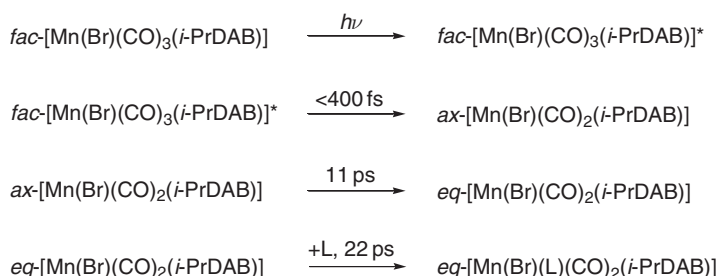 hν
fac-[Mn(Br)(CO)₃(i-PrDAB)] fac-[Mn(Br)(CO)₃(i-PrDAB)]*
<400 fs
fac-[Mn(Br)(CO)₃(i-PrDAB)]* ax-[Mn(Br)(CO)₂(i-PrDAB)]
11 ps
ax-[Mn(Br)(CO)₂(i-PrDAB)] eq-[Mn(Br)(CO)₂(i-PrDAB)]
+L, 22 ps
eq-[Mn(Br)(CO)₂(i-PrDAB)] eq-[Mn(Br)(L)(CO)₂(i-PrDAB)]